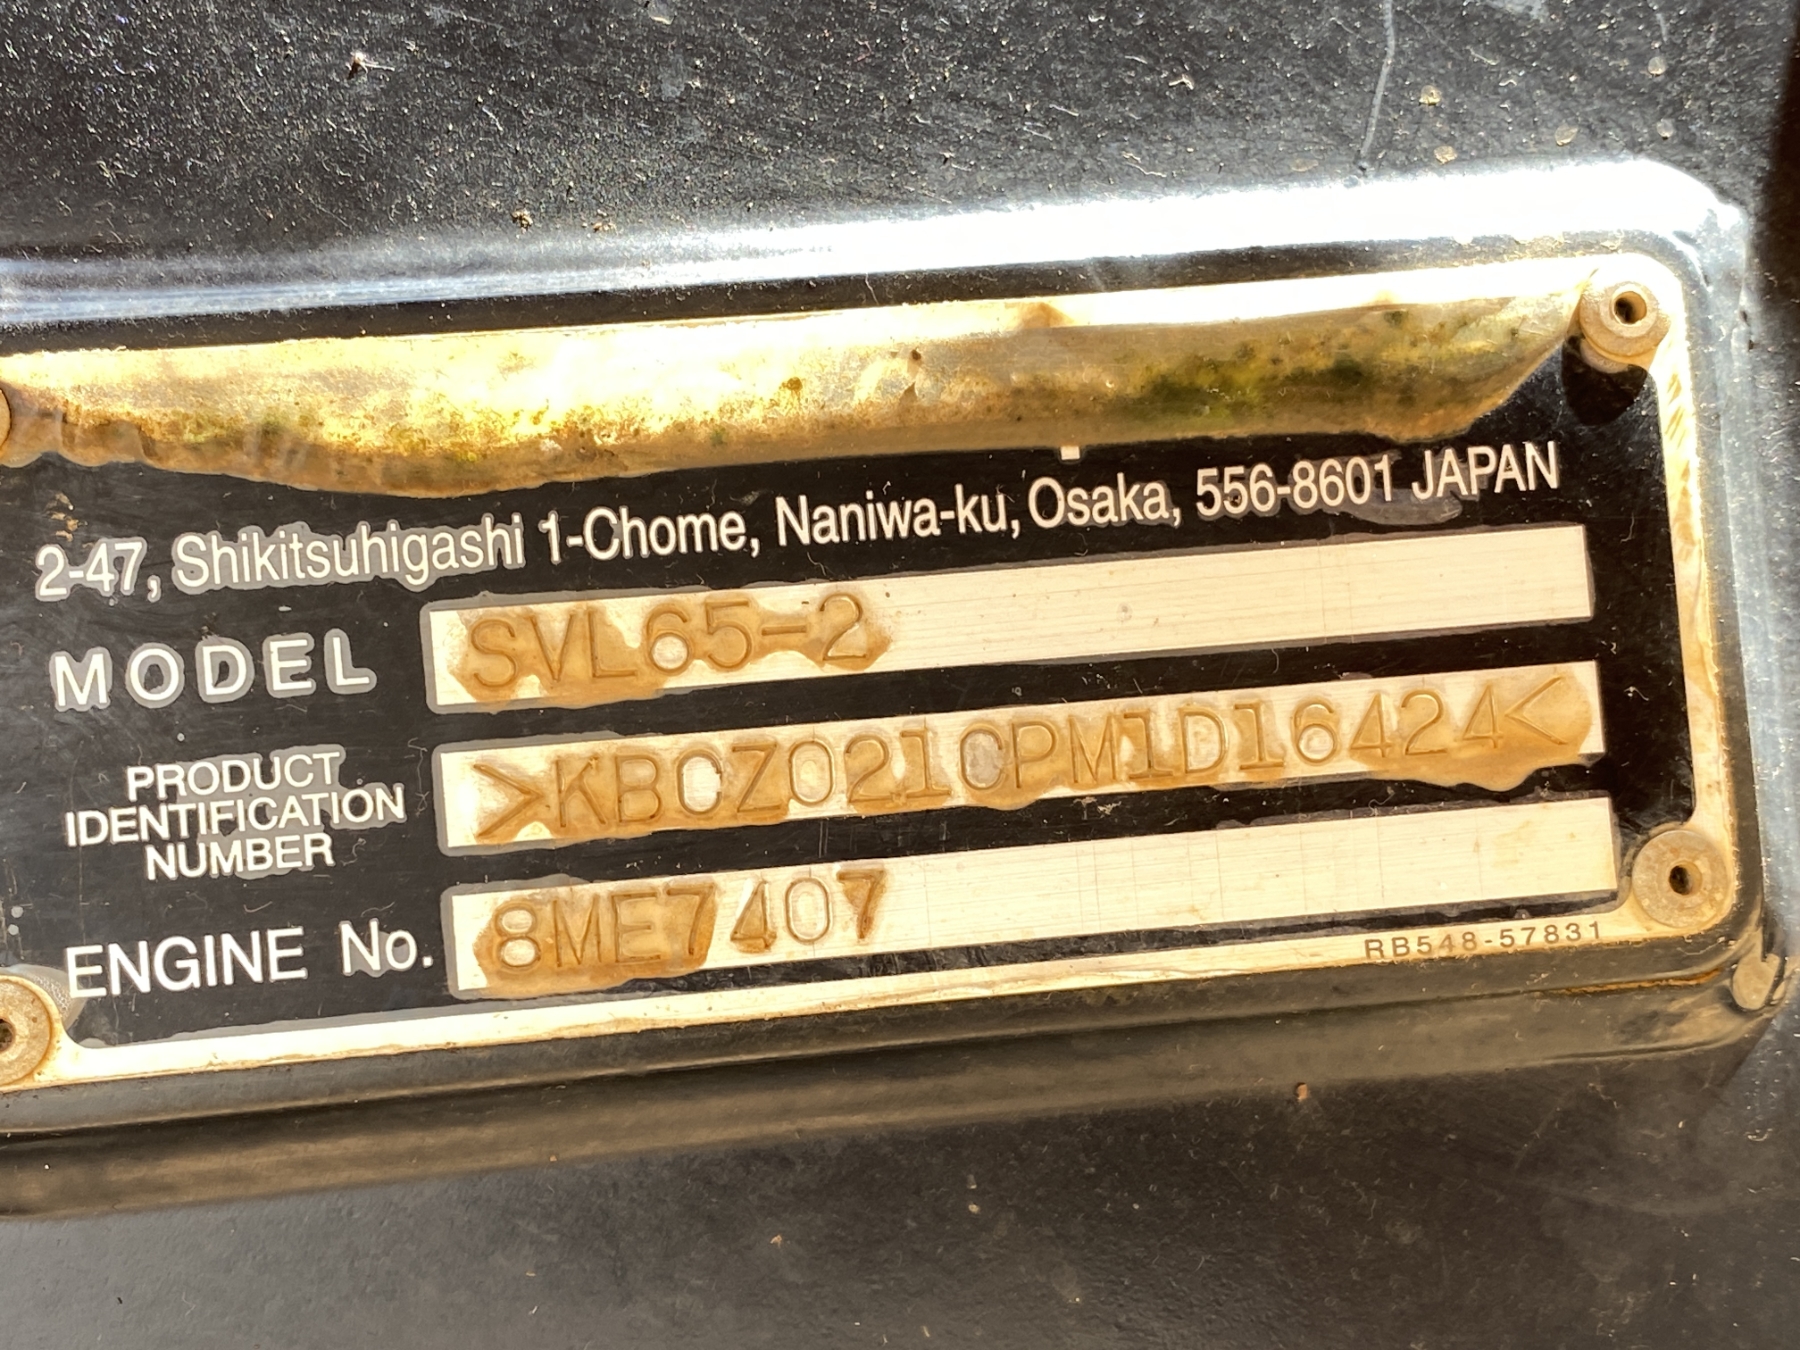 2-47, Shikitsuhigashi 1-Chome, Naniwa-ku, Osaka, 556-8601 JAPAN
MODEL SVL65-2
PRODUCT IDENTIFICATION NUMBER >KBCZ021CPM1D16424<
ENGINE No. 8ME7407
RB548-57831